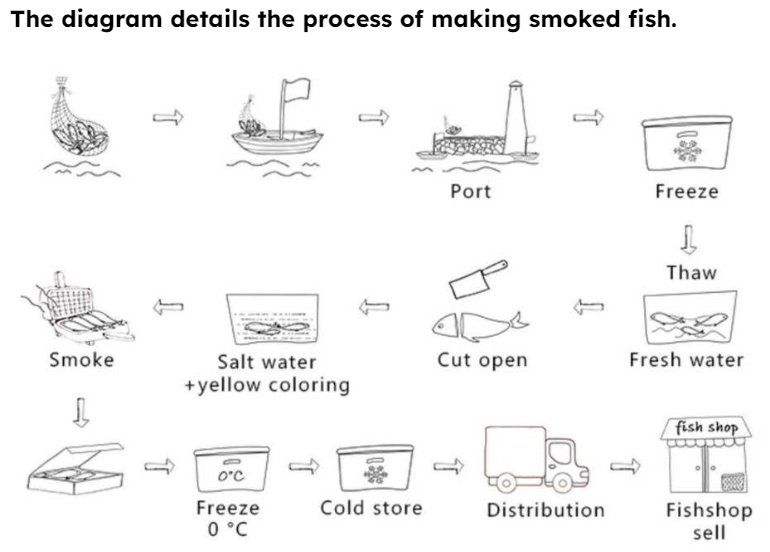 The diagram details the process of making smoked fish.
Port
Freeze
Thaw
Smoke
Salt water
+yellow coloring
Cut open
Fresh water
0°C
fish shop
Freeze
0 °C
Cold store
Distribution
Fishshop
sell